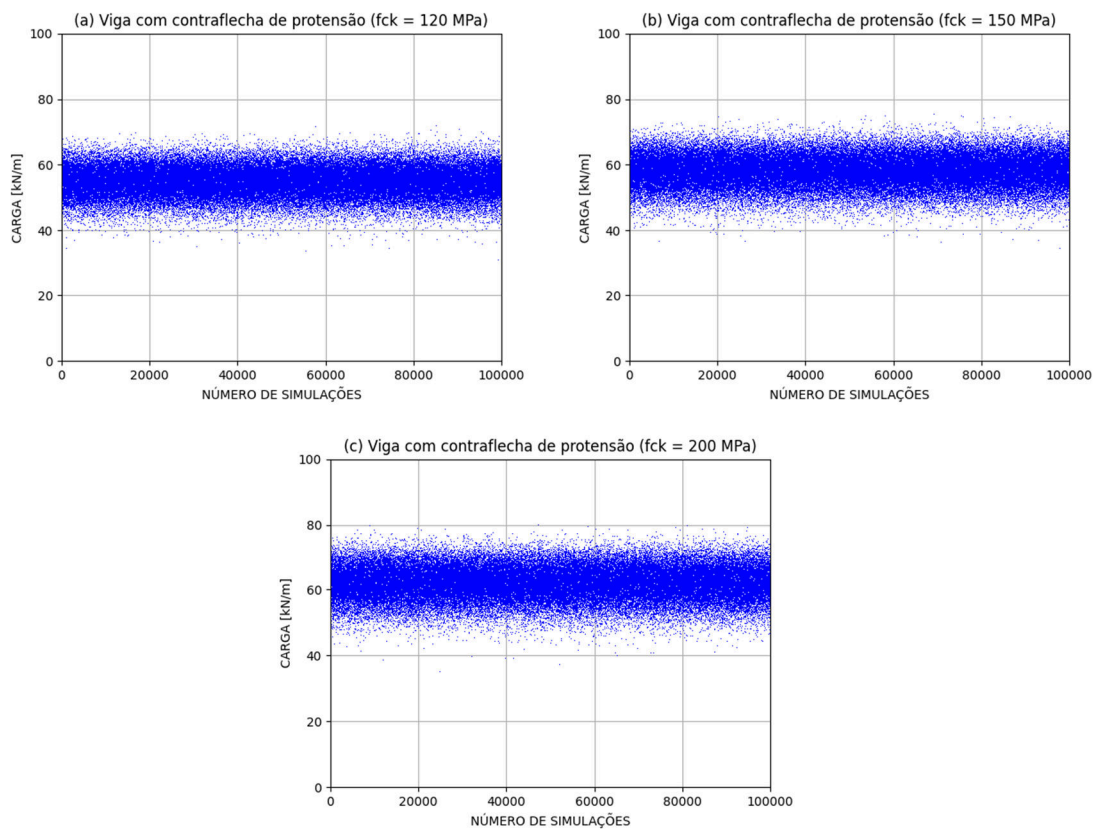 (a) Viga com contraflecha de protensão (fck = 120 MPa)
100
80
60
40
20
0
CARGA [kN/m]
0 20000 40000 60000 80000 100000
NÚMERO DE SIMULAÇÕES
(b) Viga com contraflecha de protensão (fck = 150 MPa)
100
80
60
40
20
0
CARGA [kN/m]
0 20000 40000 60000 80000 100000
NÚMERO DE SIMULAÇÕES
(c) Viga com contraflecha de protensão (fck = 200 MPa)
100
80
60
40
20
0
CARGA [kN/m]
0 20000 40000 60000 80000 100000
NÚMERO DE SIMULAÇÕES